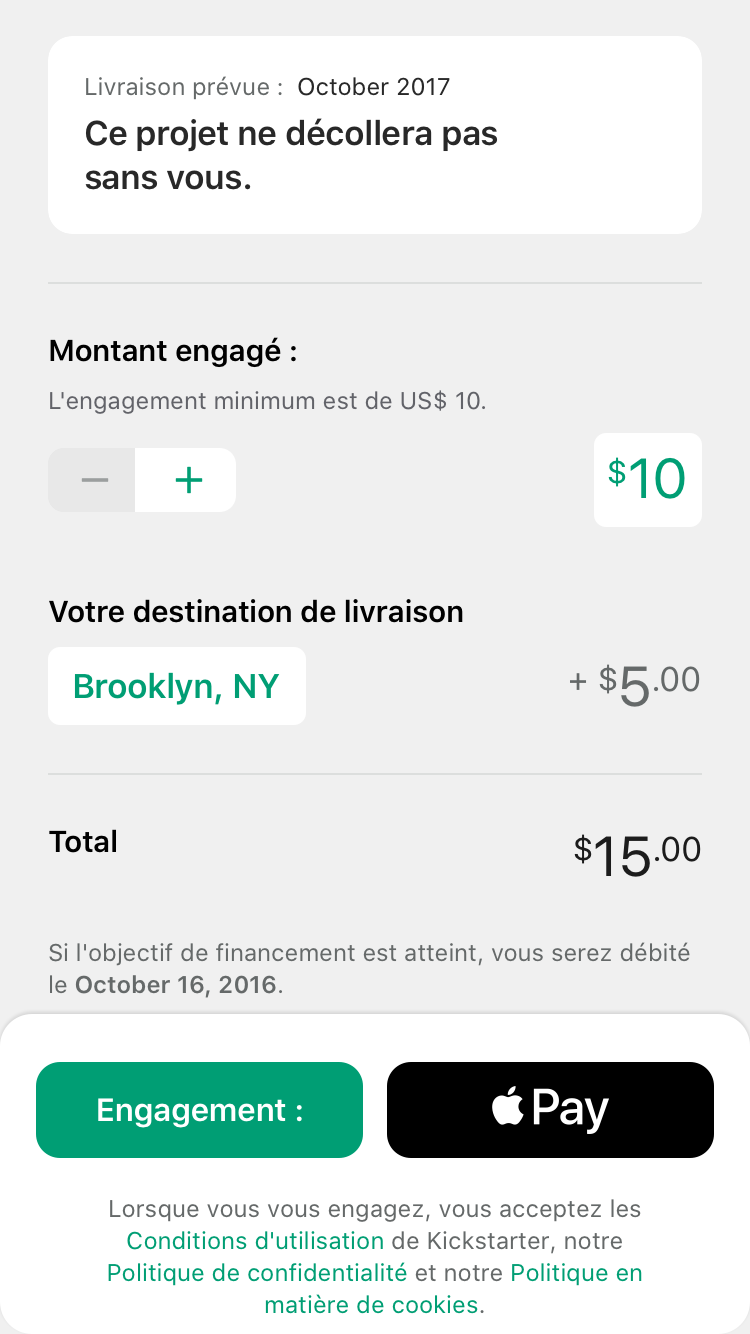 Livraison prévue : October 2017
Ce projet ne décollera pas
sans vous.
Montant engagé :
L'engagement minimum est de US$ 10.
− +
$10
Votre destination de livraison
Brooklyn, NY
+ $5.00
Total
$15.00
Si l'objectif de financement est atteint, vous serez débité
le October 16, 2016.
Engagement :
Pay
Lorsque vous vous engagez, vous acceptez les
Conditions d'utilisation de Kickstarter, notre
Politique de confidentialité et notre Politique en
matière de cookies.